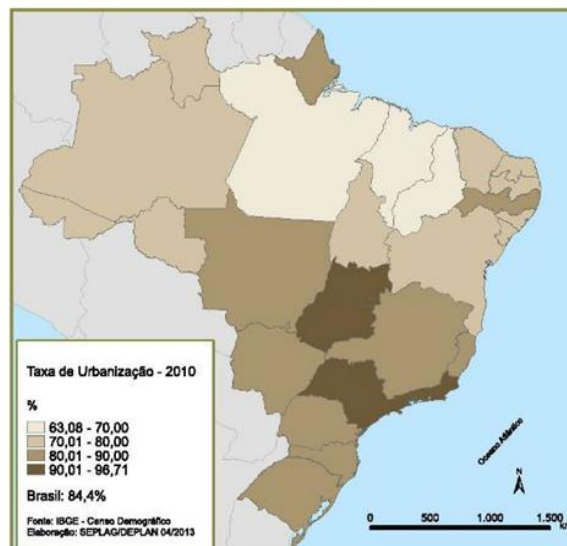 Taxa de Urbanização - 2010
%
63,08 - 70,00
70,01 - 80,00
80,01 - 90,00
90,01 - 96,71
Brasil: 84,4%
Fonte: IBGE - Censo Demográfico
Elaboração: SEPLAG/DEPLAN 04/2013
Oceano Atlântico
N
0 500 1.000 1.500
km